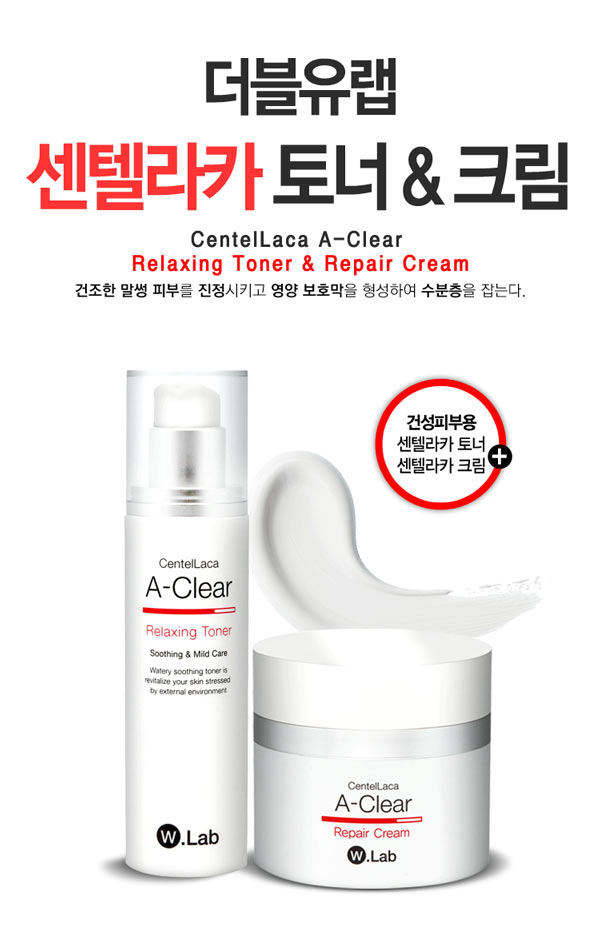 더블유랩
센텔라카 토너 & 크림
CentelLaca A-Clear
Relaxing Toner & Repair Cream
건조한 말썽 피부를 진정시키고 영양 보호막을 형성하여 수분층을 잡는다.
건성피부용
센텔라카 토너
센텔라카 크림
+
CentelLaca
A-Clear
Relaxing Toner
Soothing & Mild Care
Watery soothing toner is
revitalize your skin stressed
by external environment
W.Lab
CentelLaca
A-Clear
Repair Cream
W.Lab